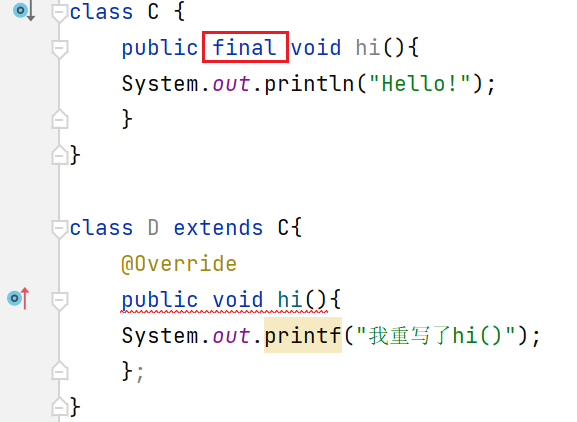 class C {
public final void hi(){
System.out.println("Hello!");
}
}
class D extends C{
@Override
public void hi(){
System.out.printf("我重写了hi()");
};
}